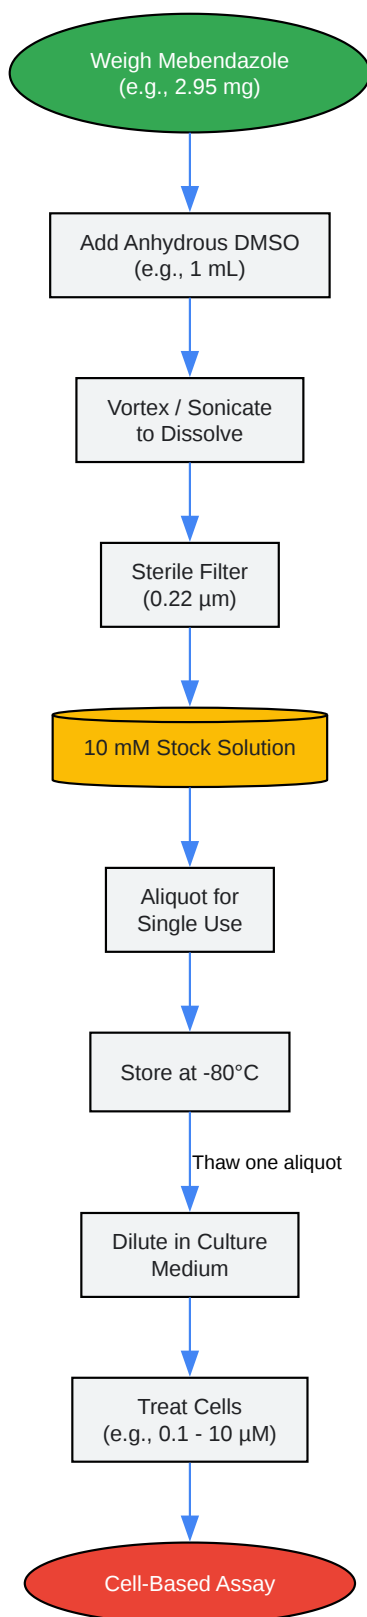 Weigh Mebendazole
(e.g., 2.95 mg)
Add Anhydrous DMSO
(e.g., 1 mL)
Vortex / Sonicate
to Dissolve
Sterile Filter
(0.22 µm)
10 mM Stock Solution
Aliquot for
Single Use
Store at -80°C
Thaw one aliquot
Dilute in Culture
Medium
Treat Cells
(e.g., 0.1 - 10 µM)
Cell-Based Assay